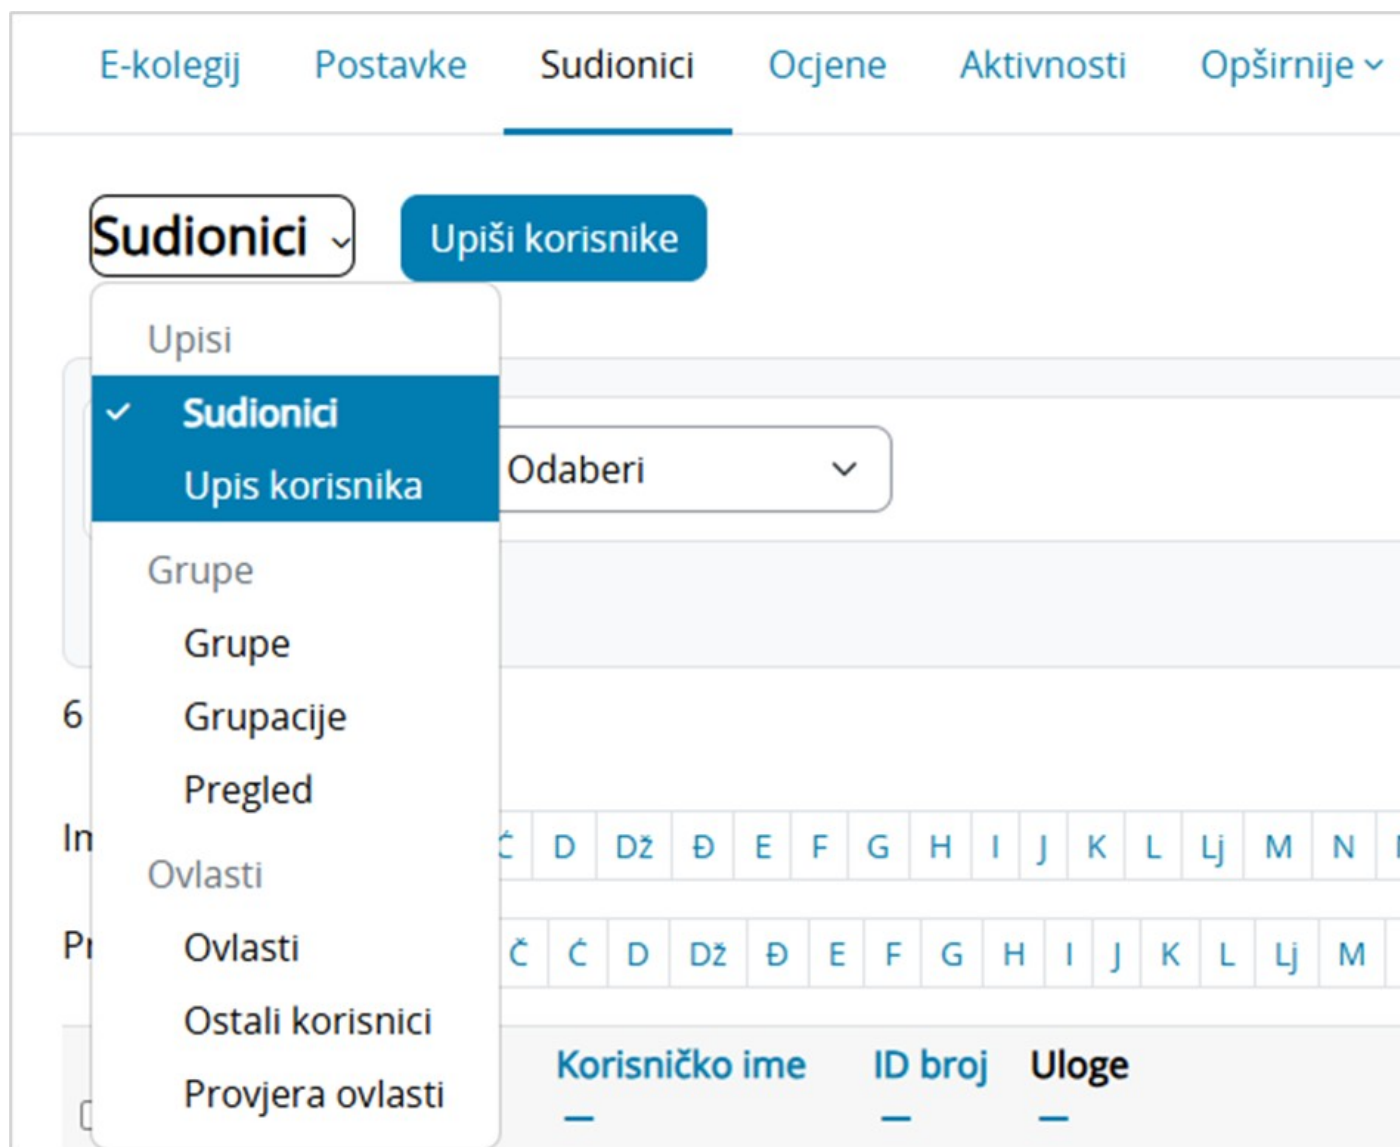 E-kolegij Postavke Sudionici Ocjene Aktivnosti Opširnije
Sudionici Upiši korisnike
Upisi
Sudionici
Odaberi
Upis korisnika
Grupe
Grupe
6
Grupacije
Pregled
Ć D Dž Đ E F G H I J K L Lj M N
Ovlasti
Ovlasti
Č Ć D Dž Đ E F G H I J K L Lj M
Ostali korisnici
Korisničko ime ID broj Uloge
Provjera ovlasti